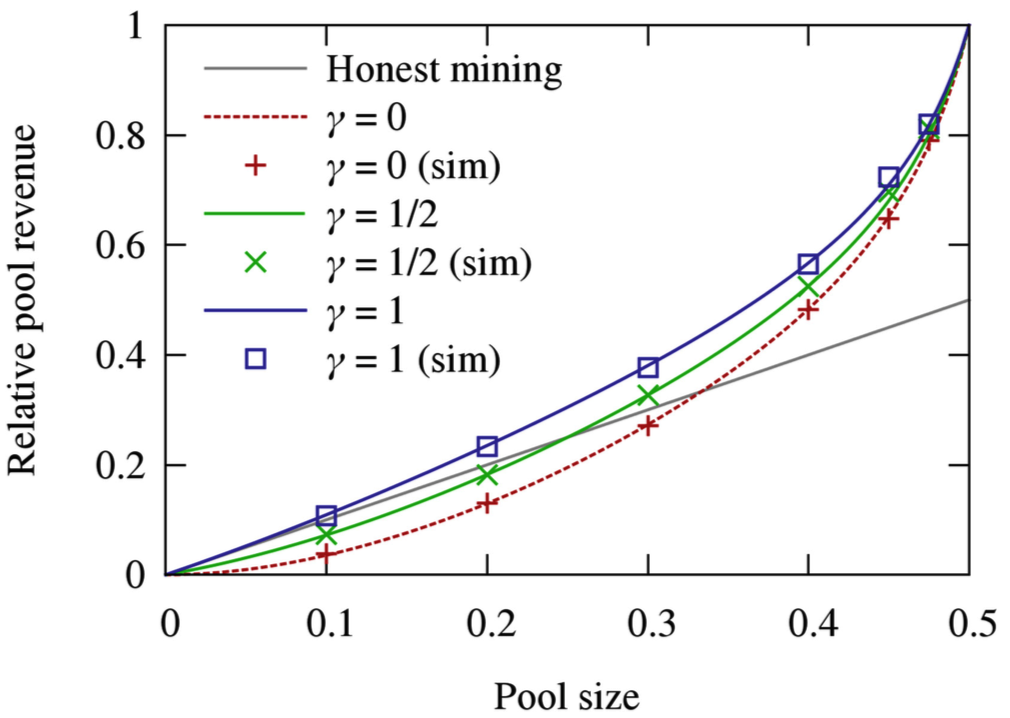 Relative pool revenue
1
0.8
0.6
0.4
0.2
0
Honest mining
γ = 0
γ = 0 (sim)
γ = 1/2
γ = 1/2 (sim)
γ = 1
γ = 1 (sim)
0 0.1 0.2 0.3 0.4 0.5
Pool size